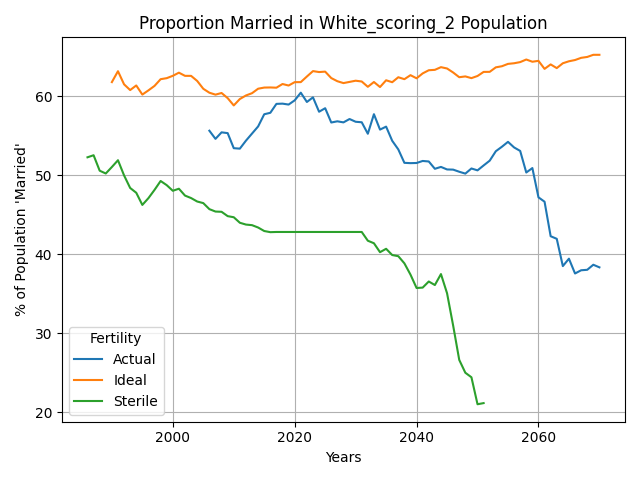 Proportion Married in White_scoring_2 Population
% of Population 'Married'
60
50
40
30
20
Fertility
Actual
Ideal
Sterile
2000
2020
2040
2060
Years